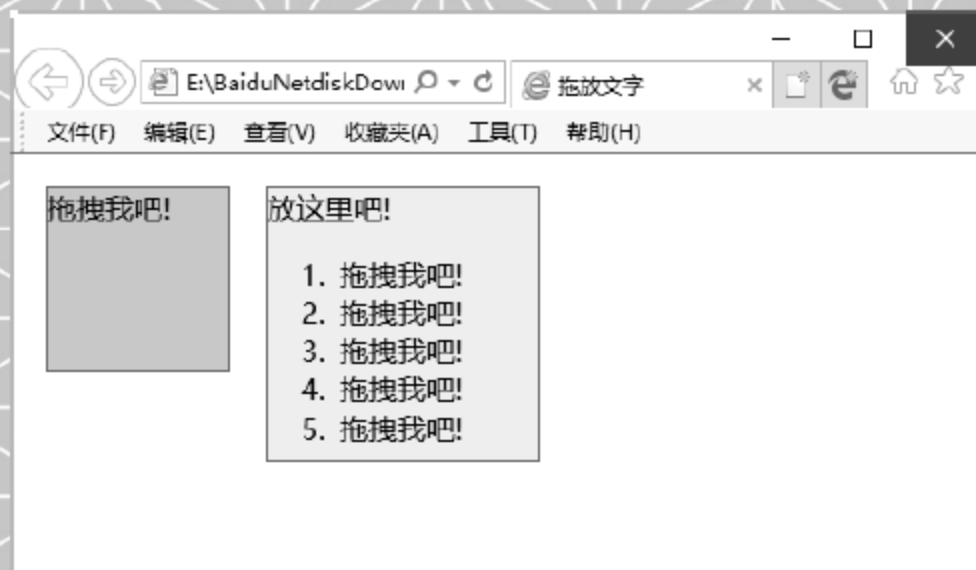 E:\BaiduNetdiskDow
拖放文字
文件(F) 编辑(E) 查看(V) 收藏夹(A) 工具(T) 帮助(H)
拖拽我吧!
放这里吧!
1. 拖拽我吧!
2. 拖拽我吧!
3. 拖拽我吧!
4. 拖拽我吧!
5. 拖拽我吧!